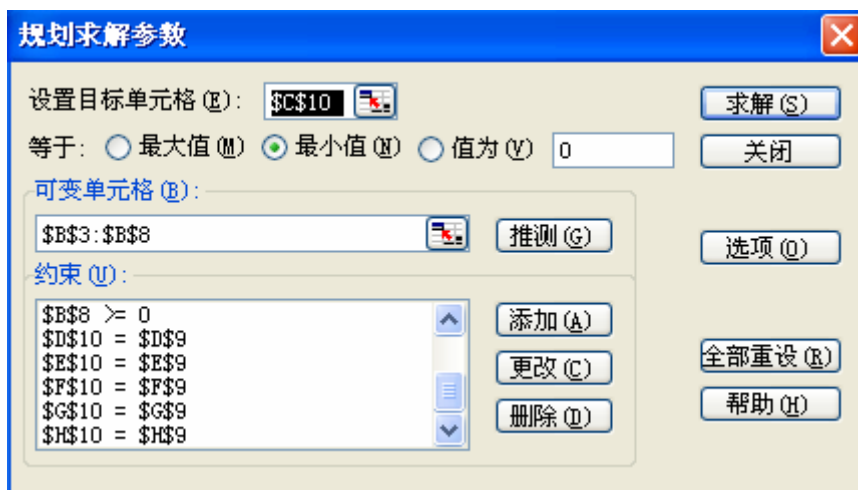 规划求解参数
设置目标单元格(E): $C$10 求解(S)
等于: 最大值(M) 最小值(N) 值为(V) 0 关闭
可变单元格(B):
$B$3:$B$8 推测(G) 选项(O)
约束(U):
$B$8 >= 0
$D$10 = $D$9
$E$10 = $E$9
$F$10 = $F$9
$G$10 = $G$9
$H$10 = $H$9
添加(A)
更改(C)
删除(D)
全部重设(R)
帮助(H)